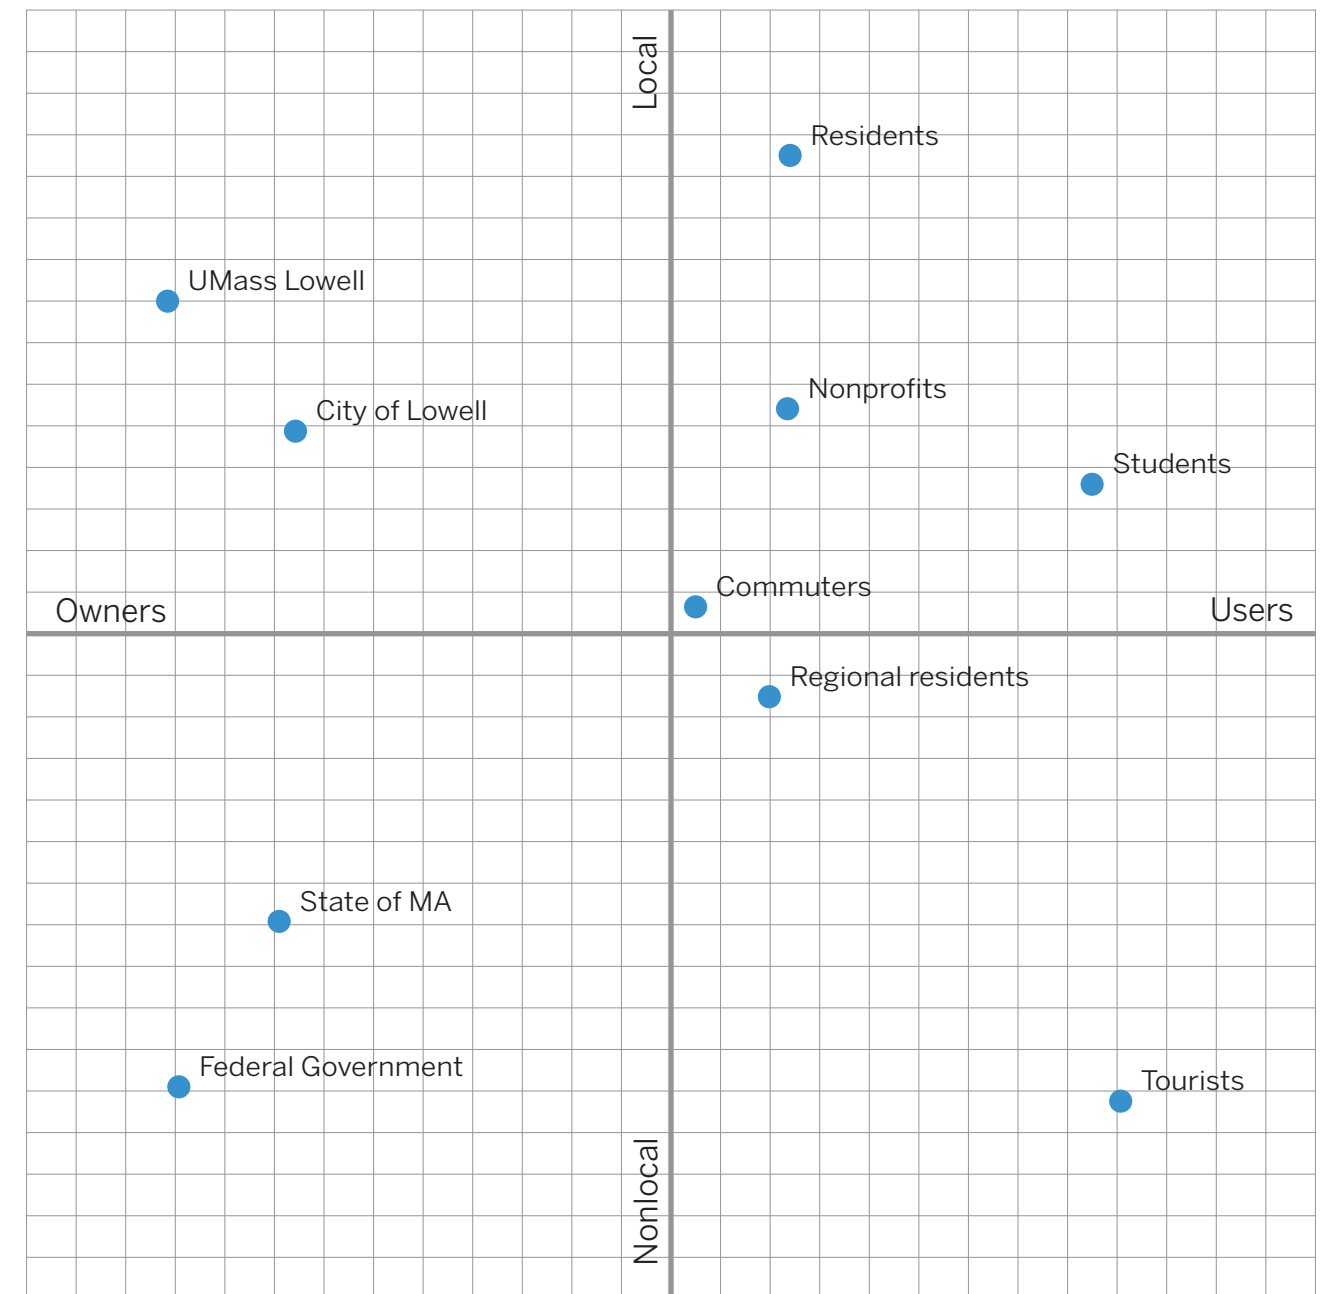 Local
Residents
UMass Lowell
Nonprofits
City of Lowell
Students
Commuters
Owners
Users
Regional residents
State of MA
Federal Government
Tourists
Nonlocal